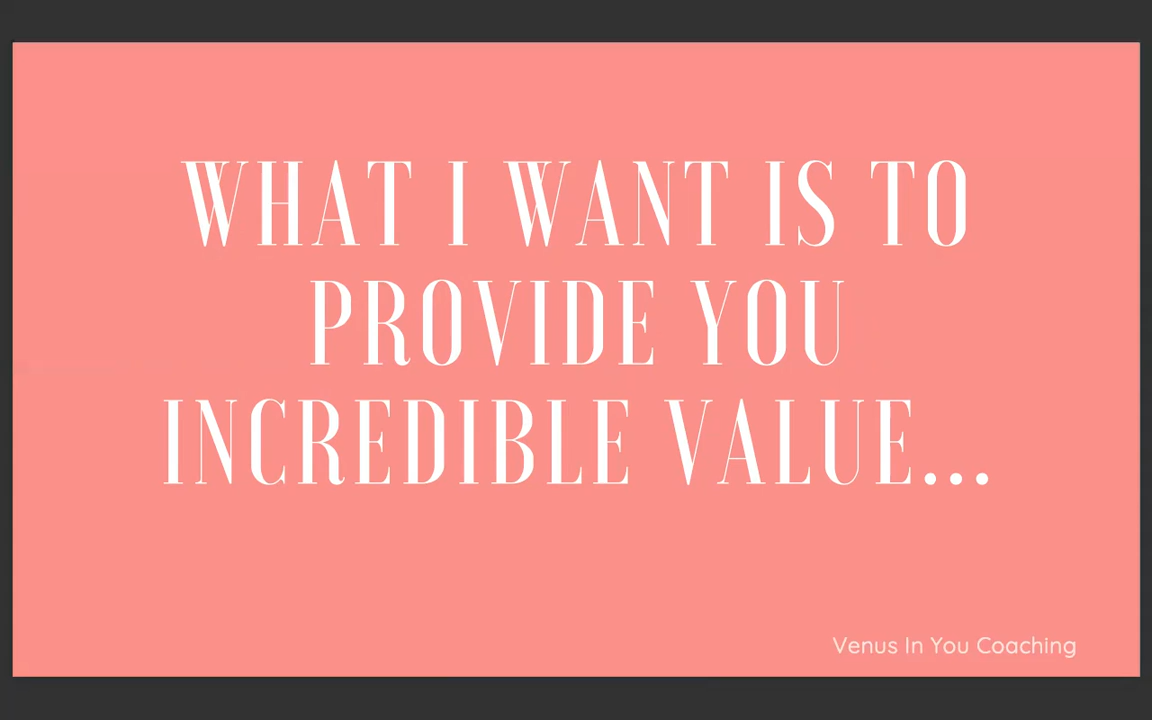 WHAT I WANT IS TO
PROVIDE YOU
INCREDIBLE VALUE...
Venus In You Coaching